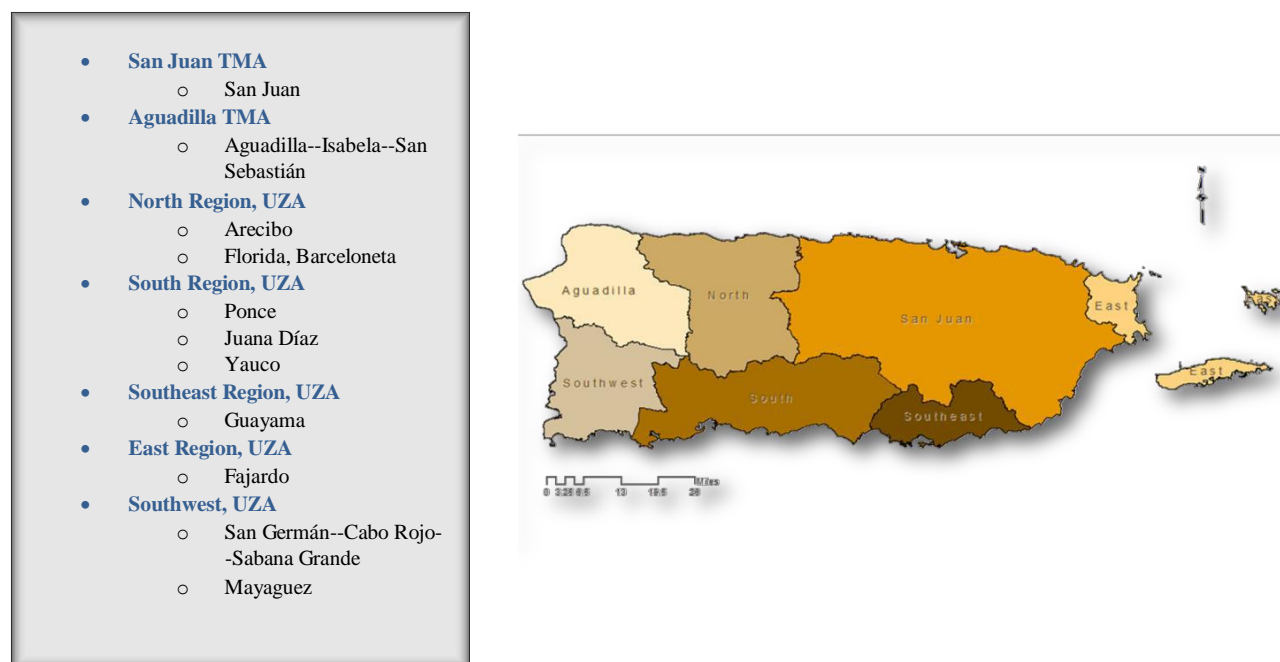 • San Juan TMA
o San Juan
• Aguadilla TMA
o Aguadilla--Isabela--San
Sebastián
• North Region, UZA
o Arecibo
o Florida, Barceloneta
• South Region, UZA
o Ponce
o Juana Díaz
o Yauco
• Southeast Region, UZA
o Guayama
• East Region, UZA
o Fajardo
• Southwest, UZA
o San Germán--Cabo Rojo-
-Sabana Grande
o Mayaguez
N
Aguadilla
North
San Juan
East
East
East
Southwest
South
Southeast
Miles
0 3.25 6.5 13 19.5 26